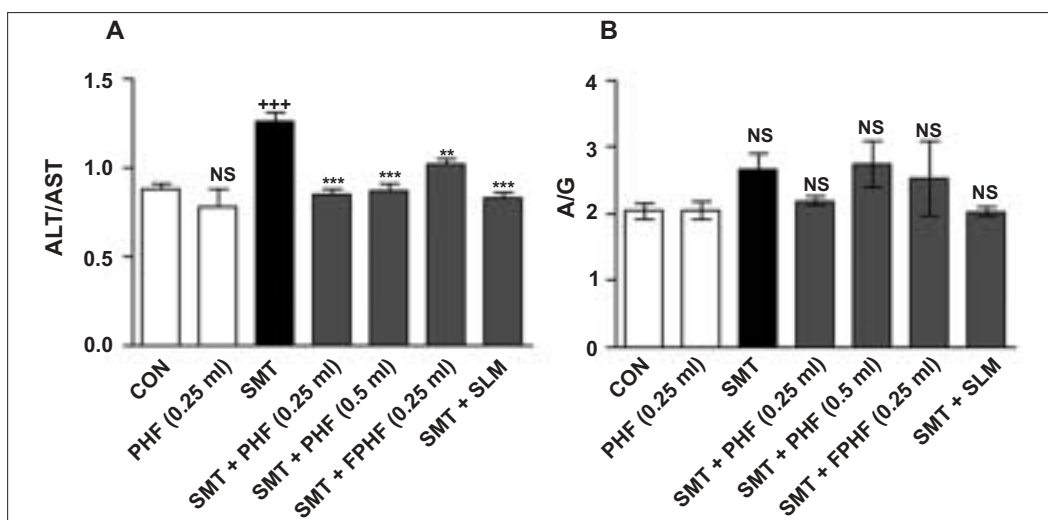 A
ALT/AST
1.5
1.0
0.5
0.0
NS
+++
***
***
**
***
CON
PHF (0.25 ml)
SMT
SMT + PHF (0.25 ml)
SMT + PHF (0.5 ml)
SMT + FPHF (0.25 ml)
SMT + SLM
B
A/G
4
3
2
1
0
NS
NS
NS
NS
NS
CON
PHF (0.25 ml)
SMT
SMT + PHF (0.25 ml)
SMT + PHF (0.5 ml)
SMT + FPHF (0.25 ml)
SMT + SLM